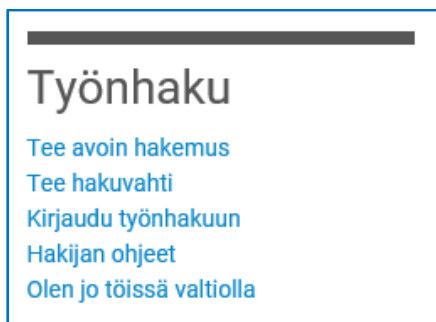 Työnhaku
Tee avoin hakemus
Tee hakuvahti
Kirjaudu työnhakuun
Hakijan ohjeet
Olen jo töissä valtiolla